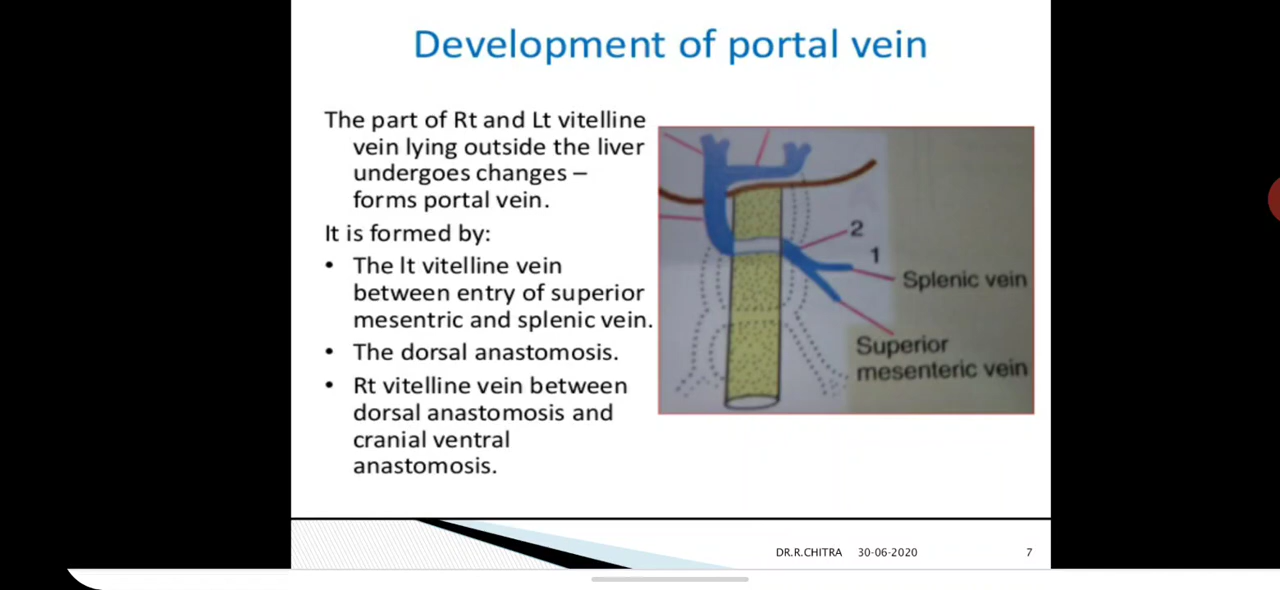 Development of portal vein
The part of Rt and Lt vitelline
vein lying outside the liver
undergoes changes –
forms portal vein.
It is formed by:
• The lt vitelline vein
between entry of superior
mesentric and splenic vein.
• The dorsal anastomosis.
• Rt vitelline vein between
dorsal anastomosis and
cranial ventral
anastomosis.
2
1
Splenic vein
Superior
mesenteric vein
DR.R.CHITRA 30-06-2020 7